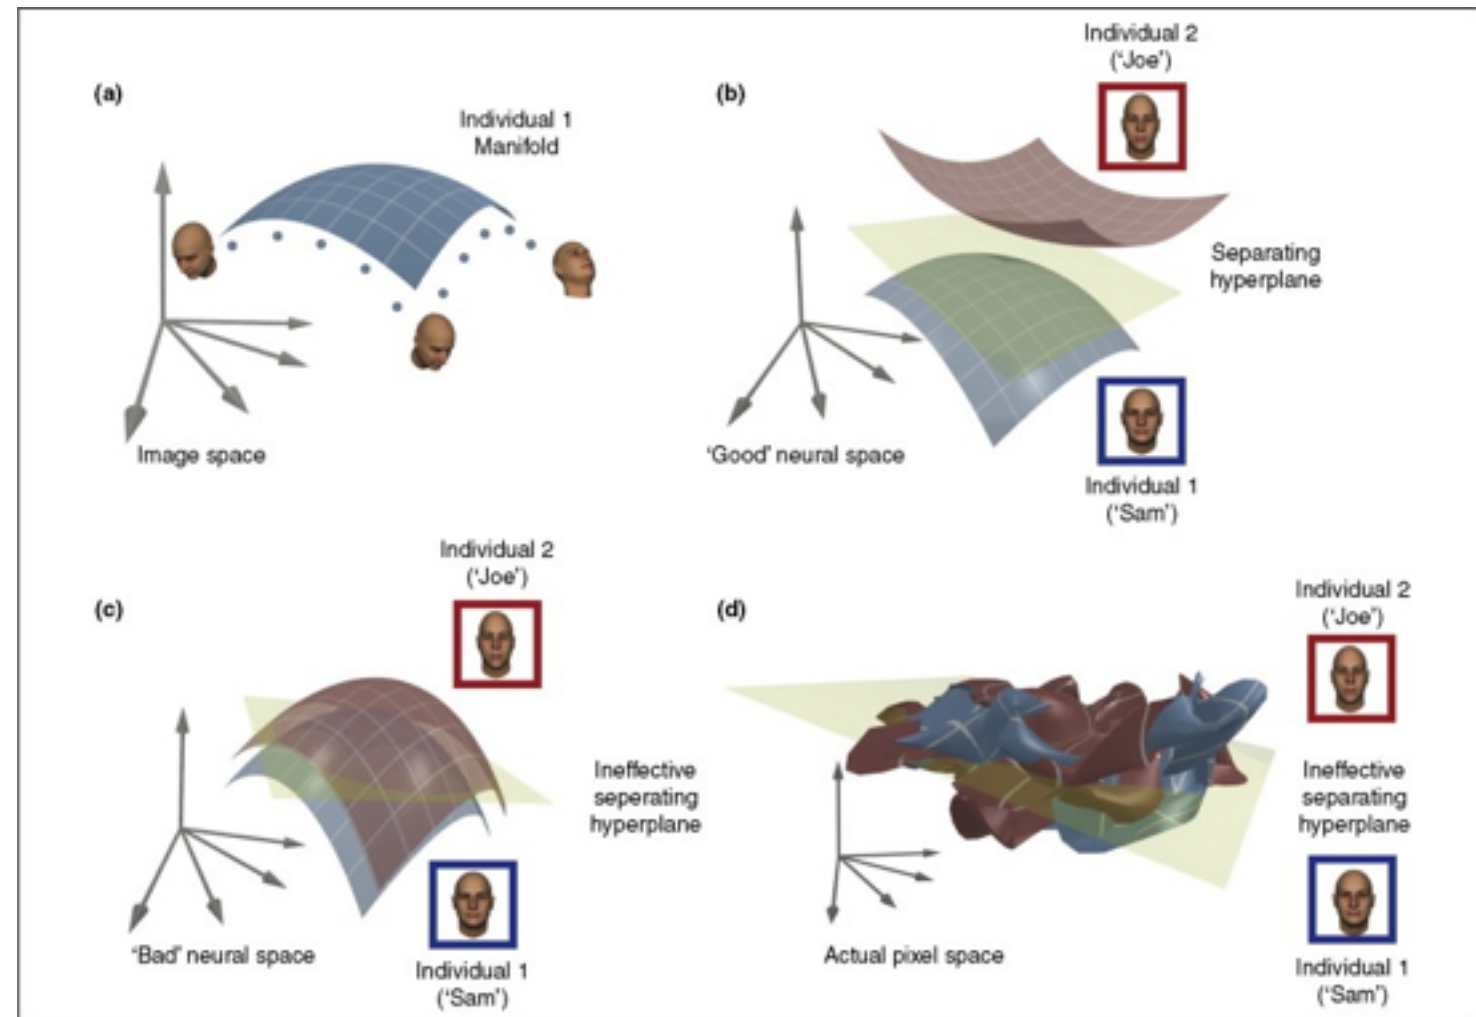 (a)
Individual 1
Manifold
Image space
(b)
Individual 2
('Joe')
Separating
hyperplane
'Good' neural space
Individual 1
('Sam')
(c)
Individual 2
('Joe')
Ineffective
seperating
hyperplane
'Bad' neural space
Individual 1
('Sam')
(d)
Individual 2
('Joe')
Ineffective
separating
hyperplane
Actual pixel space
Individual 1
('Sam')